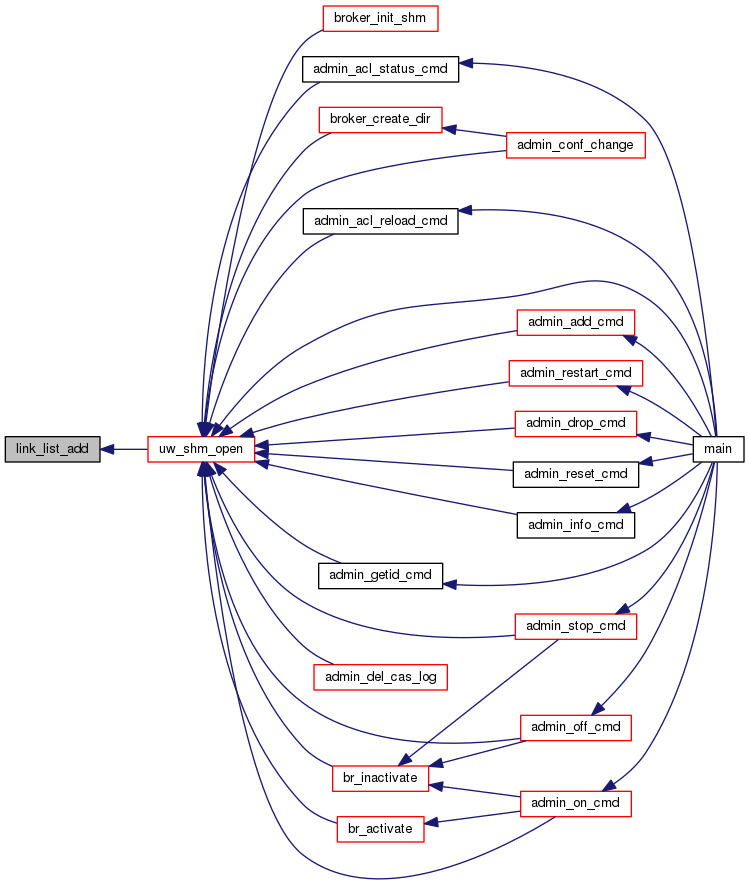 broker_init_shm
admin_acl_status_cmd
broker_create_dir
admin_conf_change
admin_acl_reload_cmd
admin_add_cmd
admin_restart_cmd
admin_drop_cmd
link_list_add
uw_shm_open
main
admin_reset_cmd
admin_info_cmd
admin_getid_cmd
admin_stop_cmd
admin_del_cas_log
admin_off_cmd
br_inactivate
admin_on_cmd
br_activate